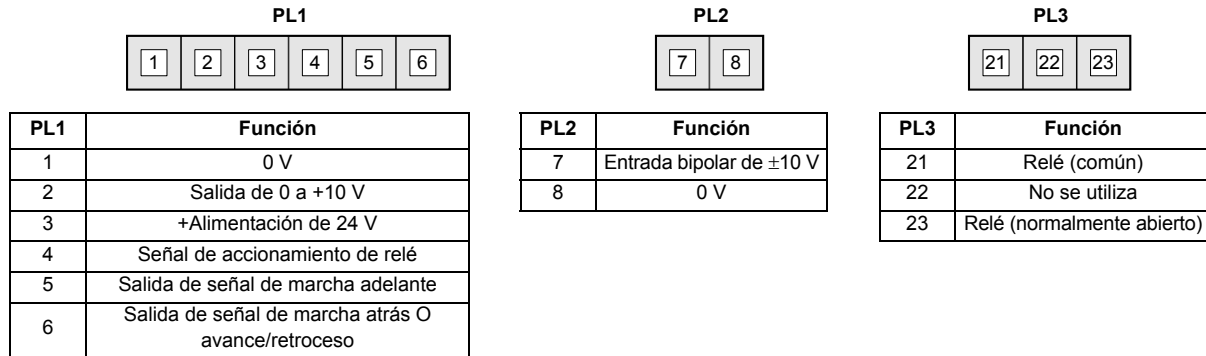 PL1
1 2 3 4 5 6
PL1 Función
1 0 V
2 Salida de 0 a +10 V
3 +Alimentación de 24 V
4 Señal de accionamiento de relé
5 Salida de señal de marcha adelante
6 Salida de señal de marcha atrás O
avance/retroceso
PL2
7 8
PL2 Función
7 Entrada bipolar de ±10 V
8 0 V
PL3
21 22 23
PL3 Función
21 Relé (común)
22 No se utiliza
23 Relé (normalmente abierto)